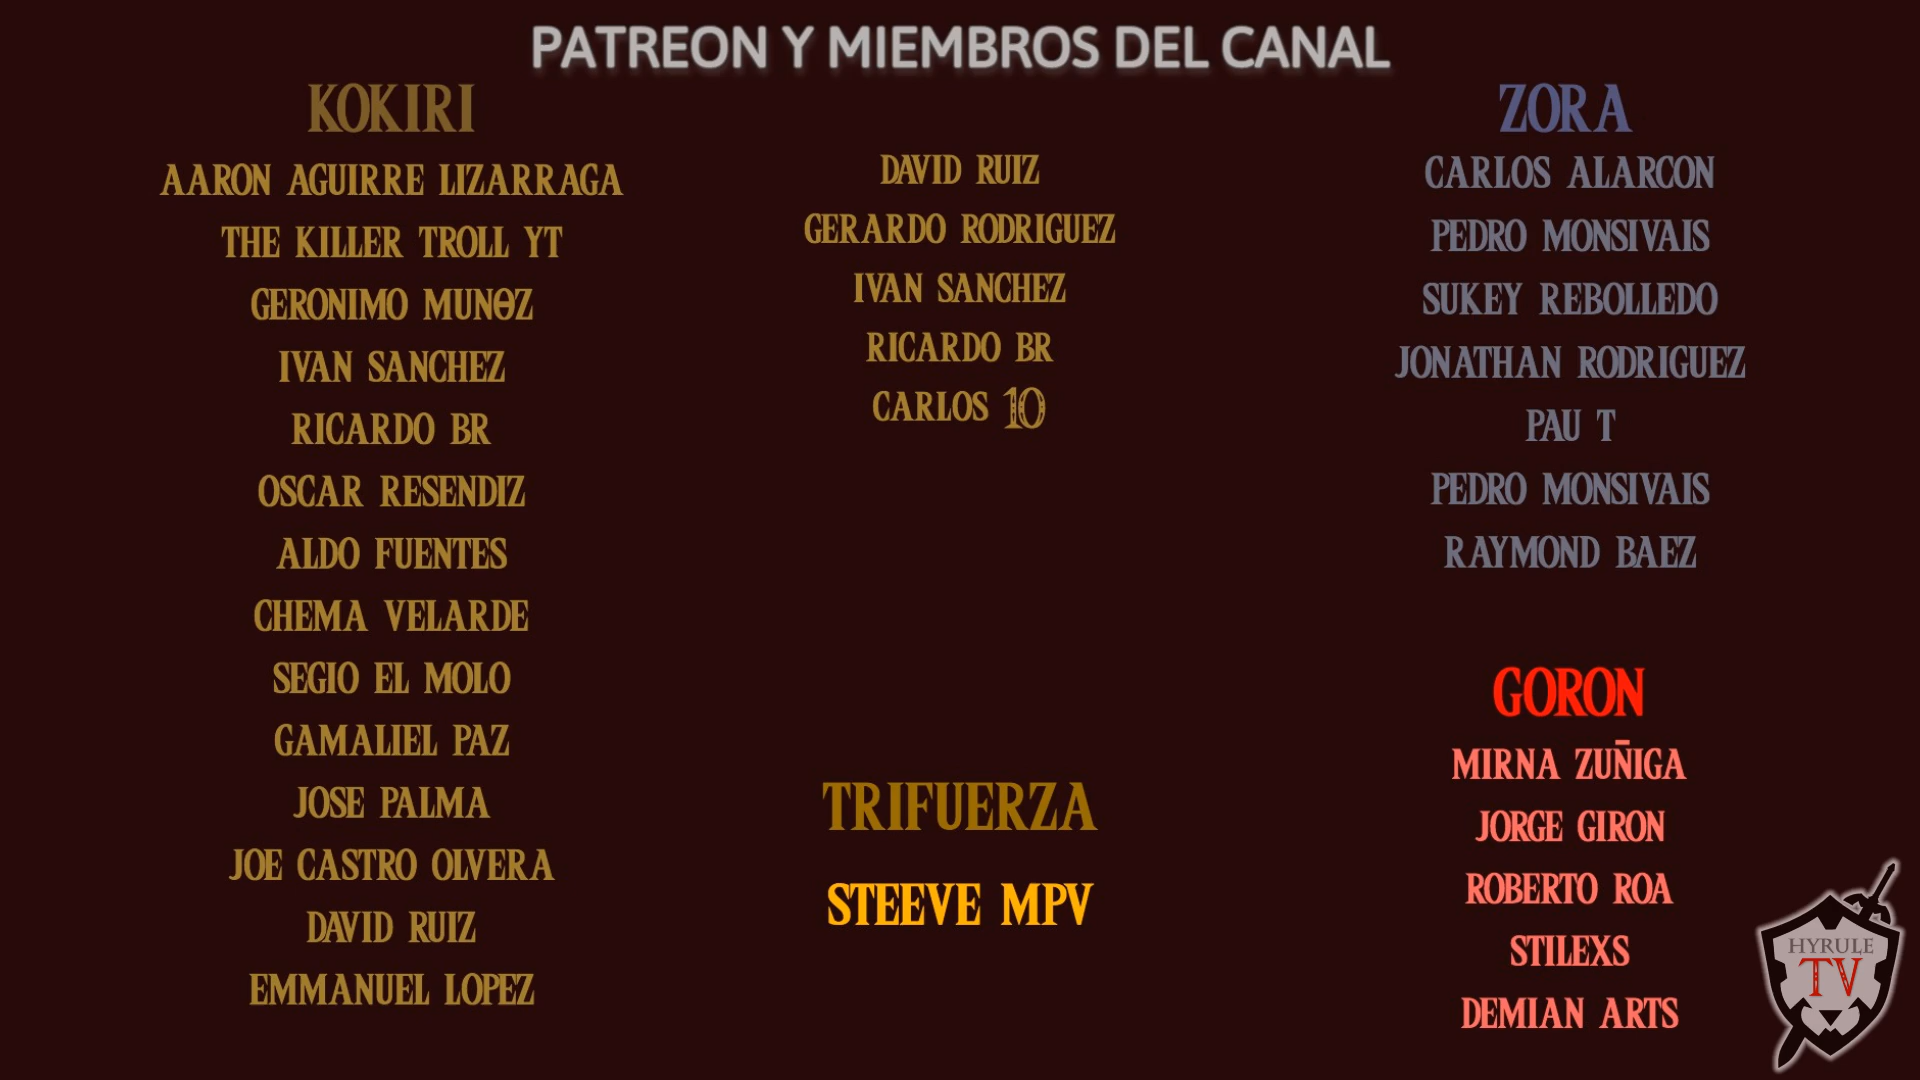 PATREON Y MIEMBROS DEL CANAL
KOKIRI
AARON AGUIRRE LIZARRAGA
THE KILLER TROLL YT
GERONIMO MUNOZ
IVAN SANCHEZ
RICARDO BR
OSCAR RESENDIZ
ALDO FUENTES
CHEMA VELARDE
SEGIO EL MOLO
GAMALIEL PAZ
JOSE PALMA
JOE CASTRO OLVERA
DAVID RUIZ
EMMANUEL LOPEZ
DAVID RUIZ
GERARDO RODRIGUEZ
IVAN SANCHEZ
RICARDO BR
CARLOS 10
TRIFUERZA
STEEVE MPV
ZORA
CARLOS ALARCON
PEDRO MONSIVAIS
SUKEY REBOLLEDO
JONATHAN RODRIGUEZ
PAU T
PEDRO MONSIVAIS
RAYMOND BAEZ
GORON
MIRNA ZUÑIGA
JORGE GIRON
ROBERTO ROA
STILEXS
DEMIAN ARTS
HYRULE
TV